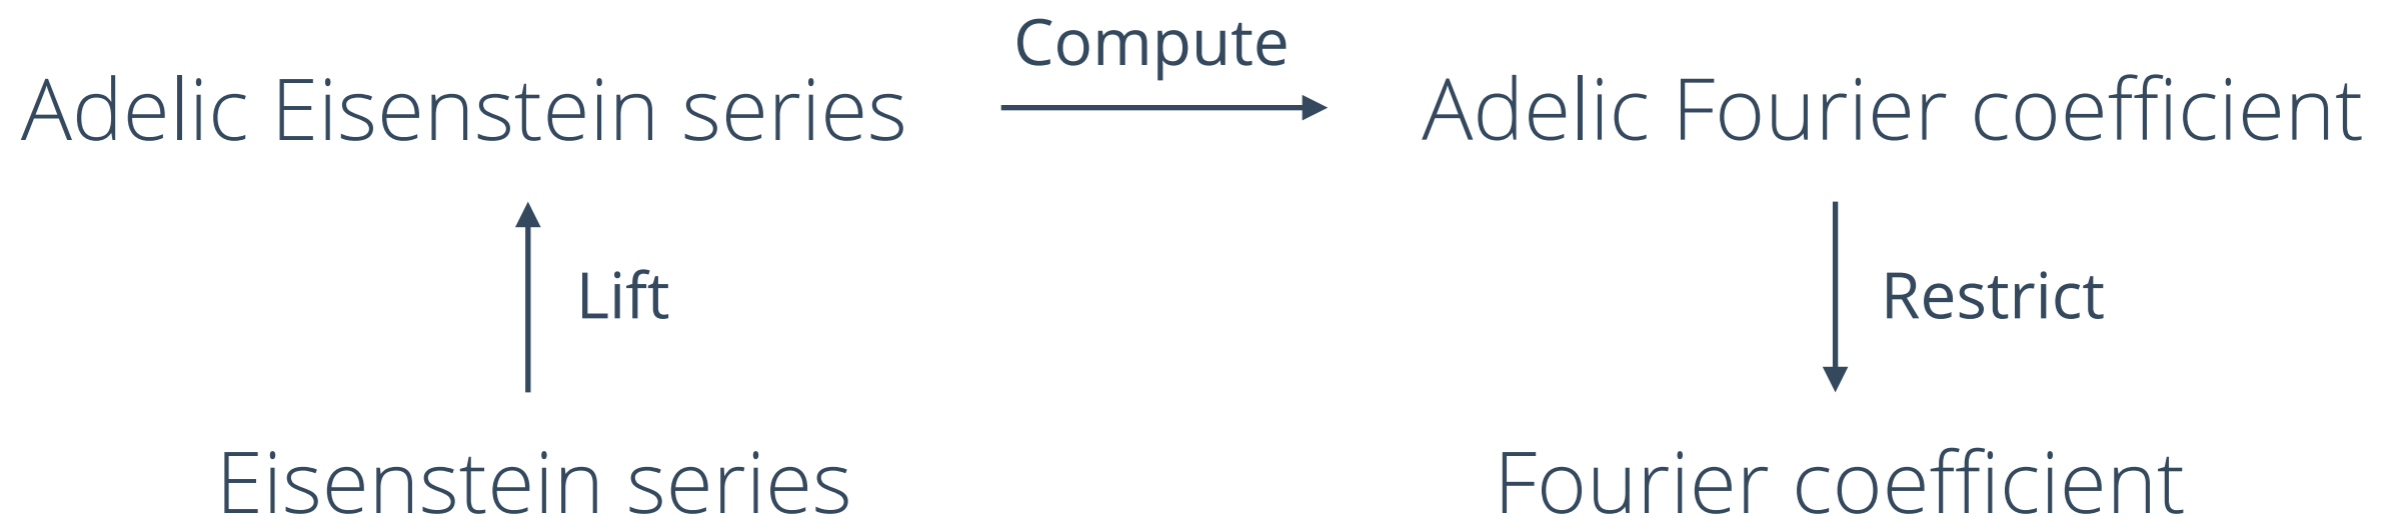 Compute
Adelic Eisenstein series
Adelic Fourier coefficient
Lift
Restrict
Eisenstein series
Fourier coefficient